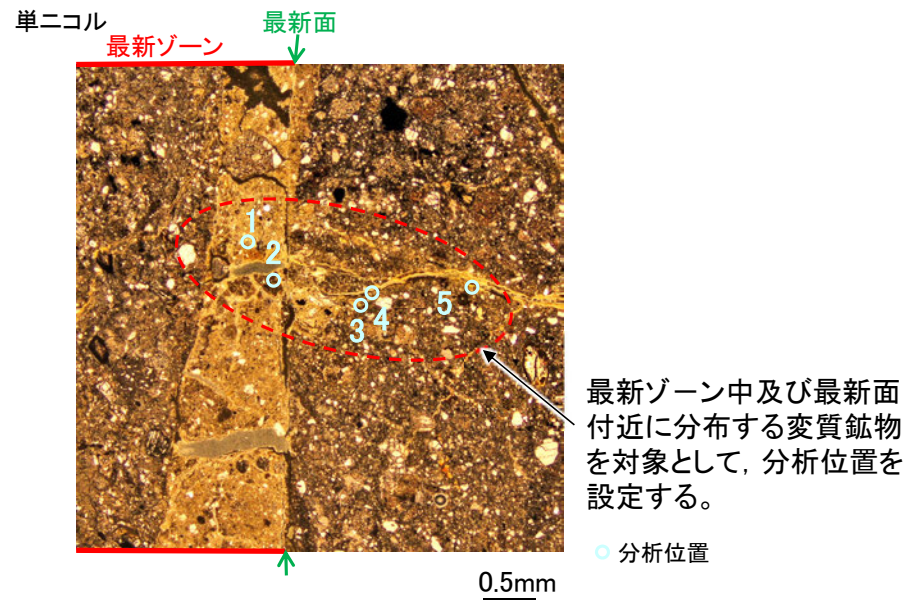 単ニコル
最新面
最新ゾーン
1
2
3
4
5
最新ゾーン中及び最新面
付近に分布する変質鉱物
を対象として，分析位置を
設定する。
分析位置
0.5mm